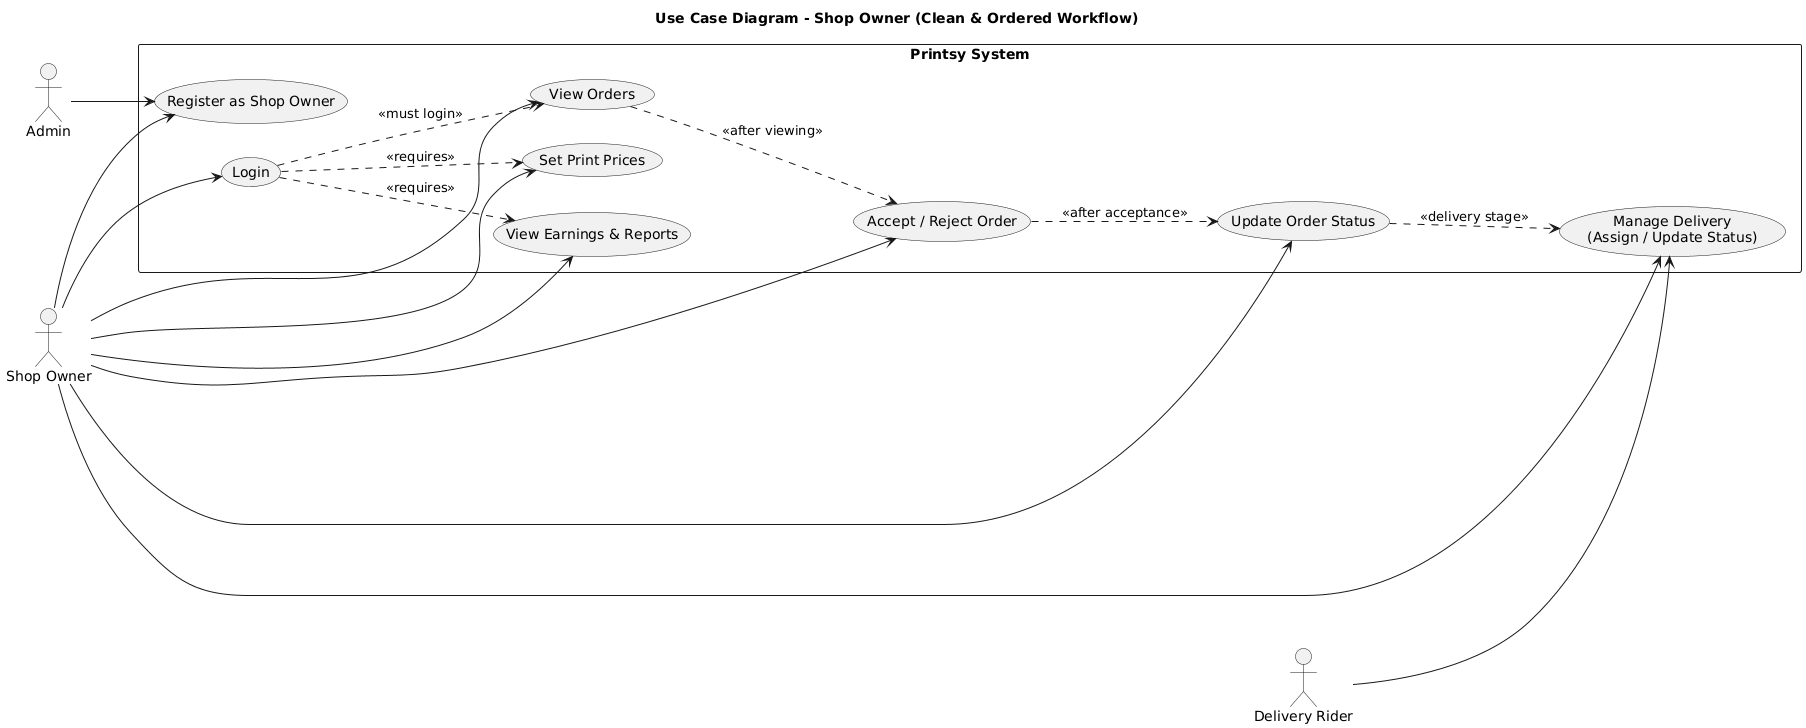 Use Case Diagram - Shop Owner (Clean & Ordered Workflow)
Printsy System
Admin
Register as Shop Owner
View Orders
«must login»
«after viewing»
«requires»
Set Print Prices
Login
«requires»
View Earnings & Reports
Accept / Reject Order
«after acceptance»
Update Order Status
«delivery stage»
Manage Delivery
(Assign / Update Status)
Shop Owner
Delivery Rider